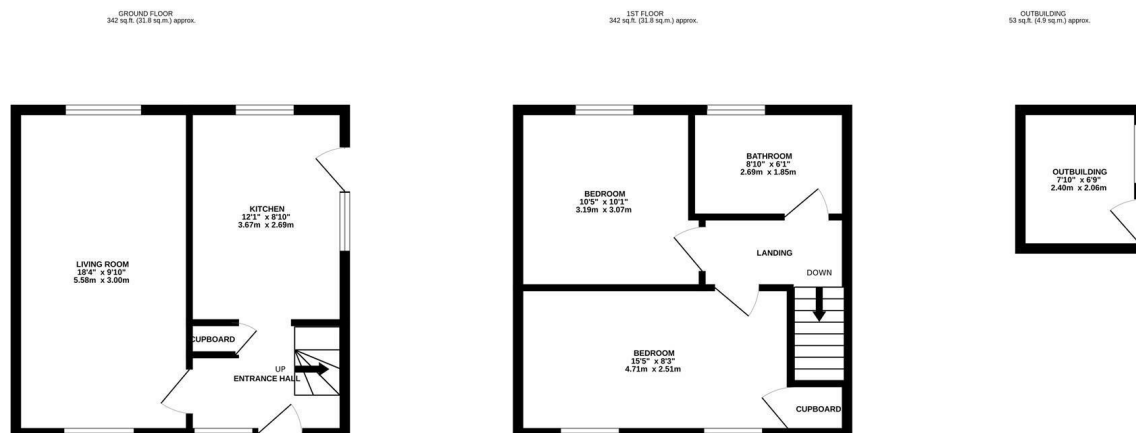 GROUND FLOOR
342 sq.ft. (31.8 sq.m.) approx.
1ST FLOOR
342 sq.ft. (31.8 sq.m.) approx.
OUTBUILDING
53 sq.ft. (4.9 sq.m.) approx.
LIVING ROOM
18'4" x 9'10"
5.58m x 3.00m
KITCHEN
12'1" x 8'10"
3.67m x 2.69m
CUPBOARD
UP
ENTRANCE HALL
BEDROOM
10'5" x 10'1"
3.19m x 3.07m
BATHROOM
8'10" x 6'1"
2.69m x 1.85m
LANDING
DOWN
BEDROOM
15'5" x 8'3"
4.71m x 2.51m
CUPBOARD
OUTBUILDING
7'10" x 6'9"
2.40m x 2.06m